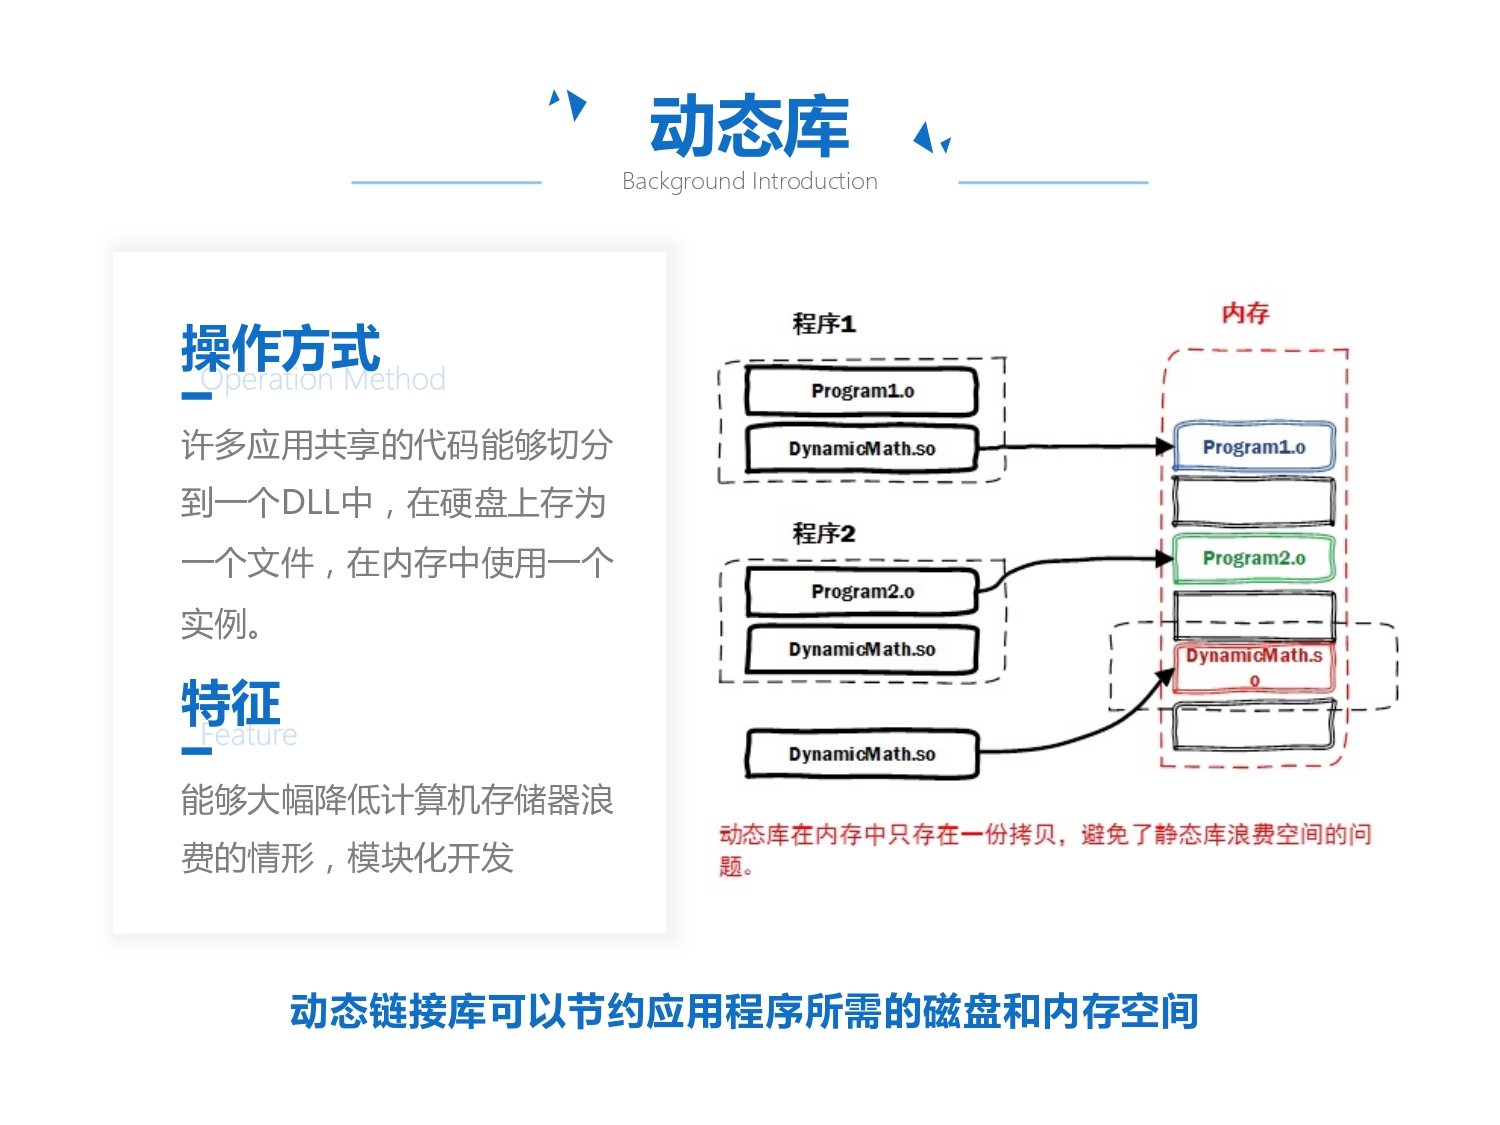 动态库
Background Introduction
操作方式
Operation Method
许多应用共享的代码能够切分
到一个DLL中，在硬盘上存为
一个文件，在内存中使用一个
实例。
特征
Feature
能够大幅降低计算机存储器浪
费的情形，模块化开发
程序1
Program1.o
DynamicMath.so
程序2
Program2.o
DynamicMath.so
DynamicMath.so
内存
Program1.o
Program2.o
DynamicMath.s
o
动态库在内存中只存在一份拷贝，避免了静态库浪费空间的问
题。
动态链接库可以节约应用程序所需的磁盘和内存空间